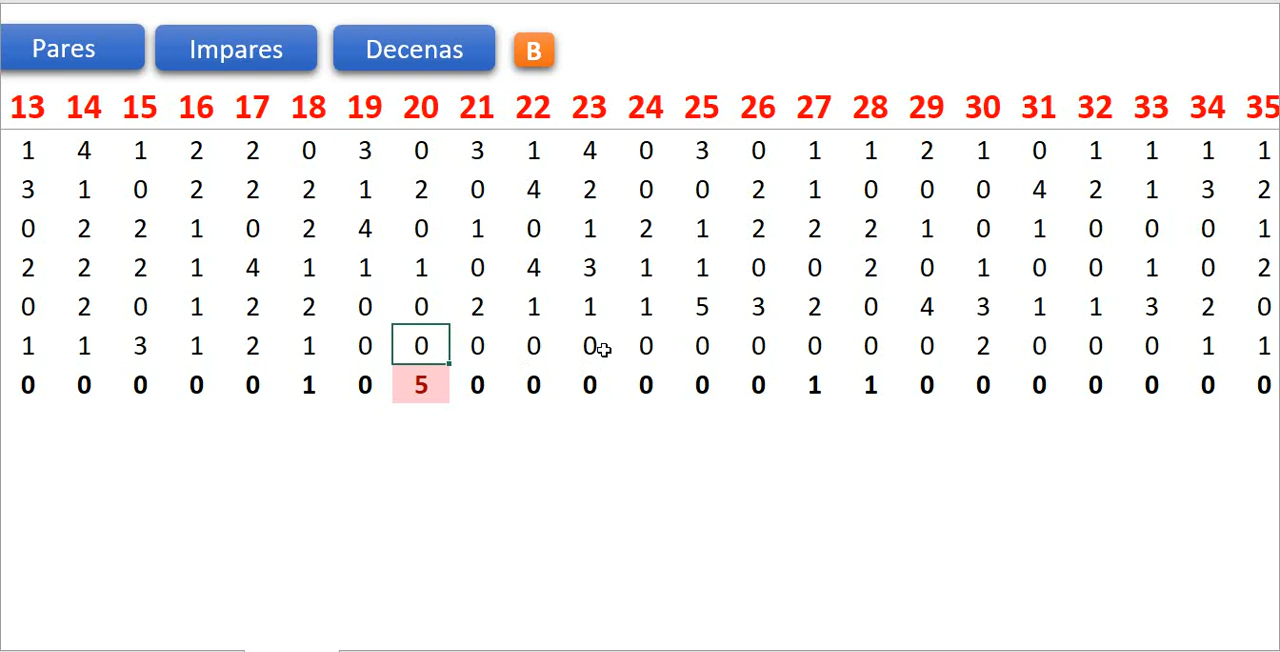 Pares Impares Decenas B
13 14 15 16 17 18 19 20 21 22 23 24 25 26 27 28 29 30 31 32 33 34 35
1 4 1 2 2 0 3 0 3 1 4 0 3 0 1 1 2 1 0 1 1 1 1
3 1 0 2 2 2 1 2 0 4 2 0 0 2 1 0 0 0 4 2 1 3 2
0 2 2 1 0 2 4 0 1 0 1 2 1 2 2 2 1 0 1 0 0 0 1
2 2 2 1 4 1 1 1 0 4 3 1 1 0 0 2 0 1 0 0 1 0 2
0 2 0 1 2 2 0 0 2 1 1 1 5 3 2 0 4 3 1 1 3 2 0
1 1 3 1 2 1 0 0 0 0 0 0 0 0 0 0 0 2 0 0 0 1 1
0 0 0 0 0 1 0 5 0 0 0 0 0 0 1 1 0 0 0 0 0 0 0